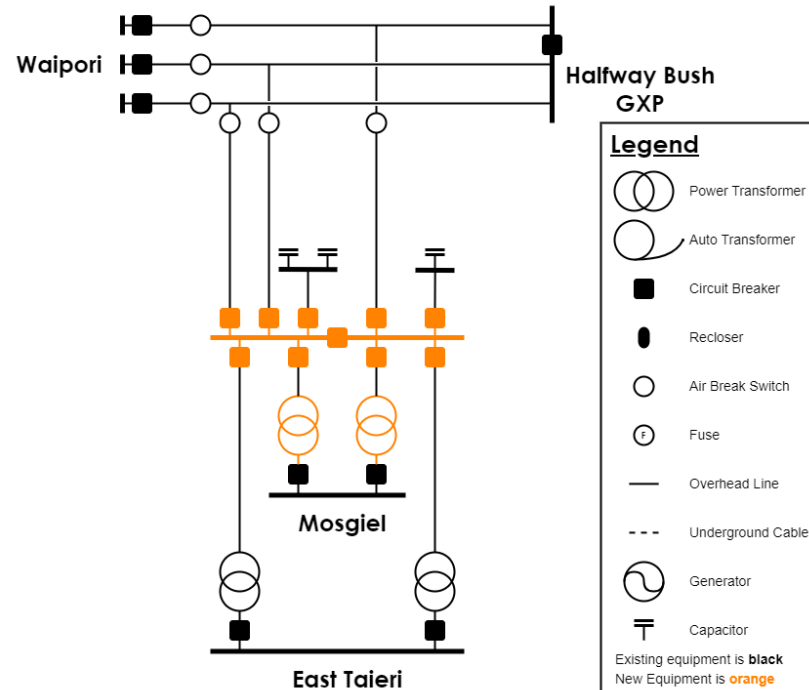 Waipori
Halfway Bush
GXP
Legend
Power Transformer
Auto Transformer
Circuit Breaker
Recloser
Air Break Switch
F
Fuse
Overhead Line
Underground Cable
Generator
Capacitor
Existing equipment is black
New Equipment is orange
Mosgiel
East Taieri